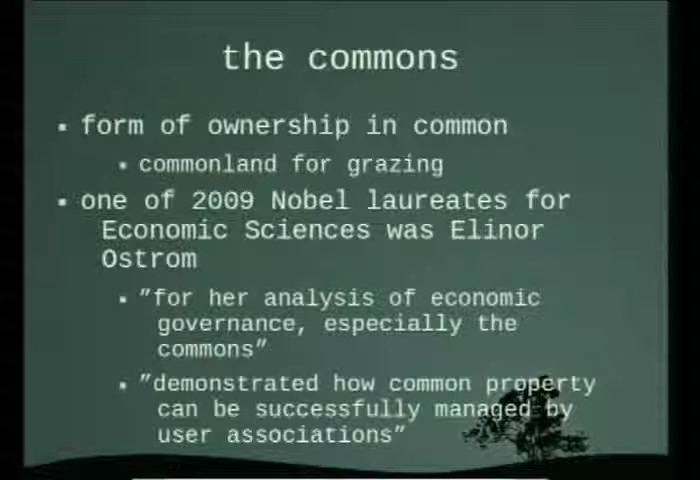 the commons
▪ form of ownership in common
▪ commonland for grazing
▪ one of 2009 Nobel laureates for
Economic Sciences was Elinor
Ostrom
▪ ”for her analysis of economic
governance, especially the
commons”
▪ ”demonstrated how common property
can be successfully managed by
user associations”